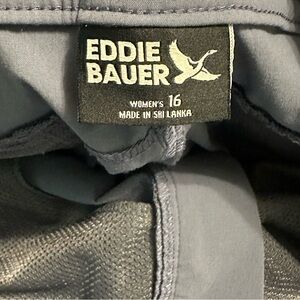 EDDIE
BAUER
WOMEN'S 16
MADE IN SRI LANKA